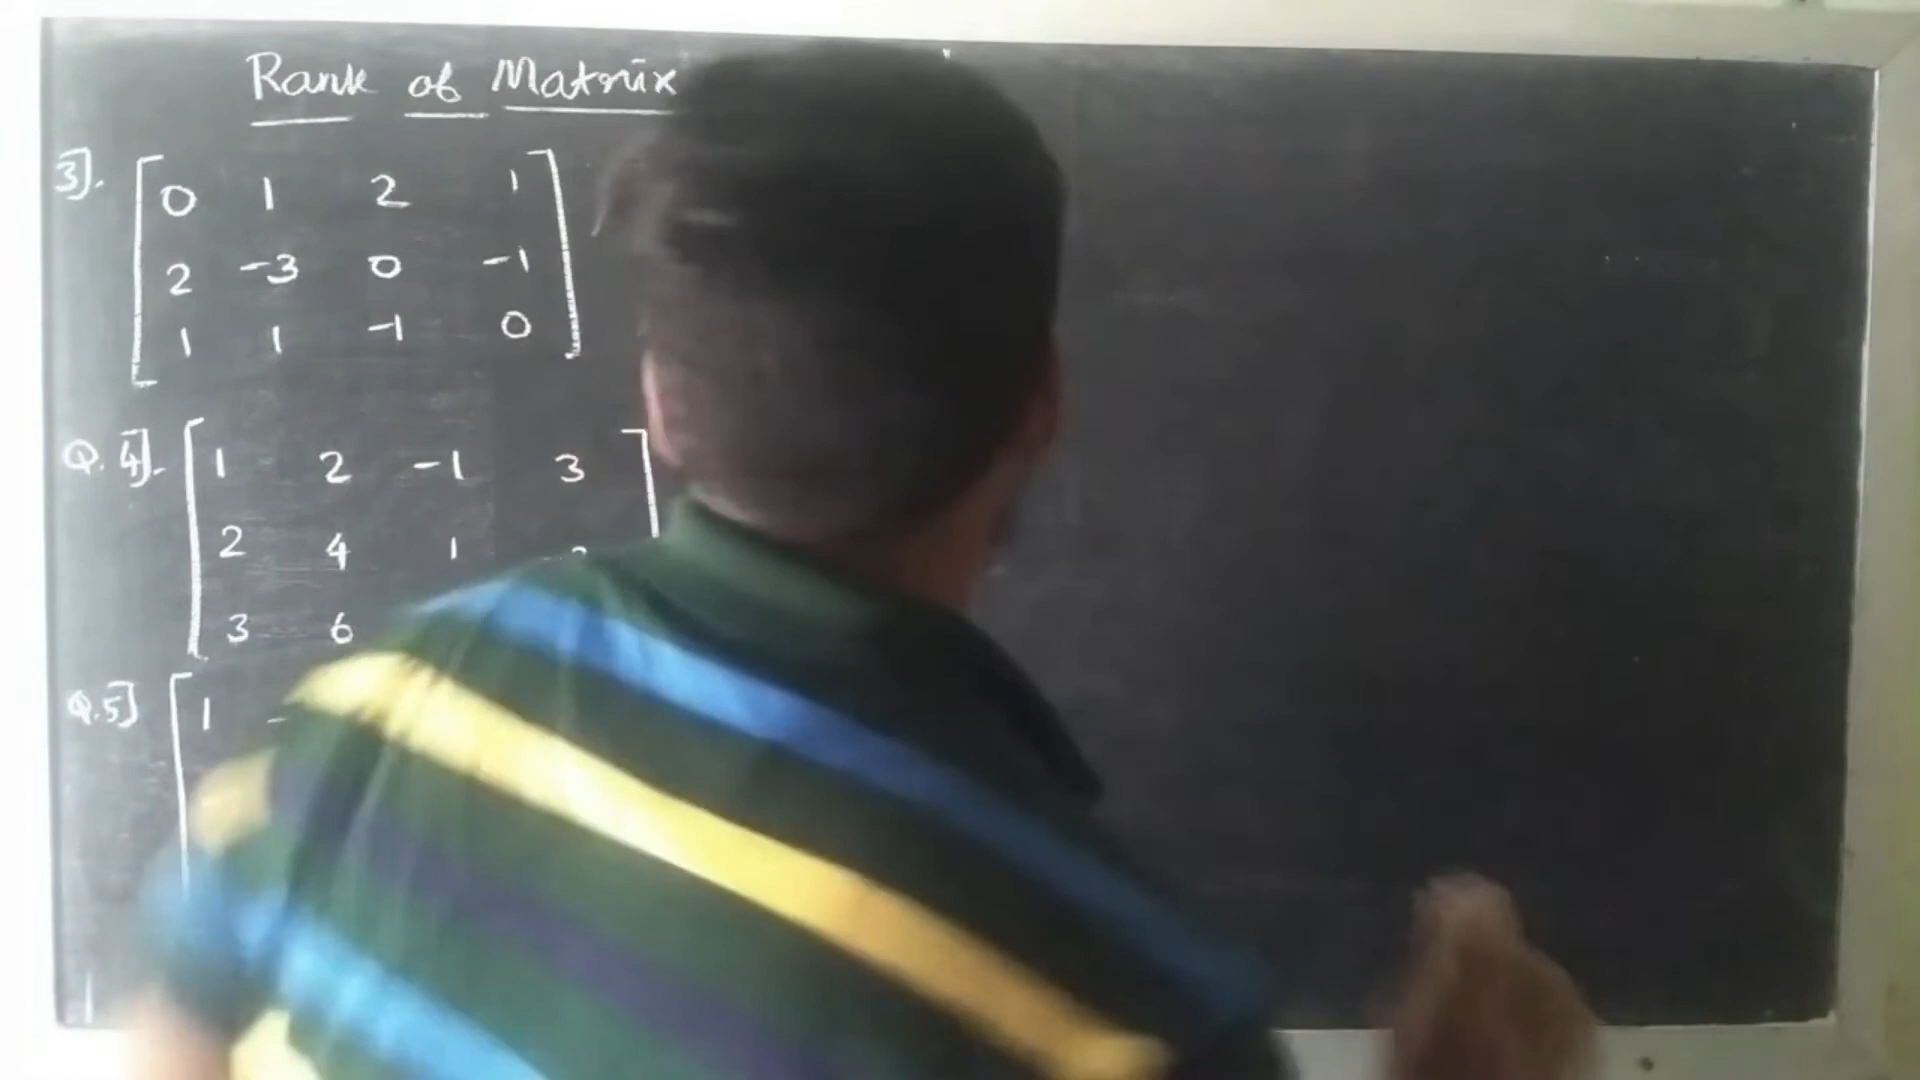 Rank of Matrix
3].
0 1 2 1
2 -3 0 -1
1 1 -1 0
Q.4].
1 2 -1 3
2 4 1
3 6
Q.5]
1 -